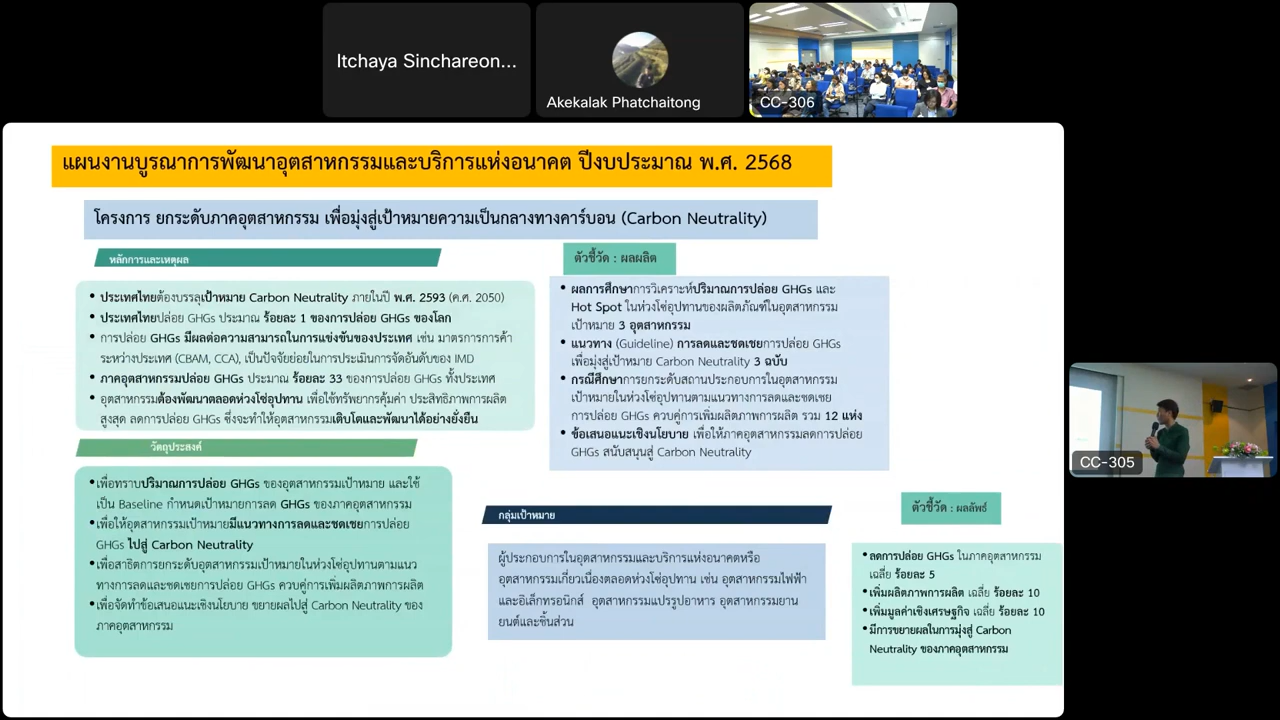 Itchaya Sinchareon...
Akekalak Phatchaitong
CC-306
แผนงานบูรณาการพัฒนาอุตสาหกรรมและบริการแห่งอนาคต ปีงบประมาณ พ.ศ. 2568
โครงการ ยกระดับภาคอุตสาหกรรม เพื่อมุ่งสู่เป้าหมายความเป็นกลางทางคาร์บอน (Carbon Neutrality)
หลักการและเหตุผล
• ประเทศไทยต้องบรรลุเป้าหมาย Carbon Neutrality ภายในปี พ.ศ. 2593 (ค.ศ. 2050)
• ประเทศไทยปล่อย GHGs ประมาณ ร้อยละ 1 ของการปล่อย GHGs ของโลก
• การปล่อย GHGs มีผลต่อความสามารถในการแข่งขันของประเทศ เช่น มาตรการการค้า
ระหว่างประเทศ (CBAM, CCA), เป็นปัจจัยย่อยในการประเมินการจัดอันดับของ IMD
• ภาคอุตสาหกรรมปล่อย GHGs ประมาณ ร้อยละ 33 ของการปล่อย GHGs ทั้งประเทศ
• อุตสาหกรรมต้องพัฒนาตลอดห่วงโซ่อุปทาน เพื่อใช้ทรัพยากรคุ้มค่า ประสิทธิภาพการผลิต
สูงสุด ลดการปล่อย GHGs ซึ่งจะทำให้อุตสาหกรรมเติบโตและพัฒนาได้อย่างยั่งยืน
วัตถุประสงค์
• เพื่อทราบปริมาณการปล่อย GHGs ของอุตสาหกรรมเป้าหมาย และใช้
เป็น Baseline กำหนดเป้าหมายการลด GHGs ของภาคอุตสาหกรรม
• เพื่อให้อุตสาหกรรมเป้าหมายมีแนวทางการลดและชดเชยการปล่อย
GHGs ไปสู่ Carbon Neutrality
• เพื่อสาธิตการยกระดับอุตสาหกรรมเป้าหมายในห่วงโซ่อุปทานตามแนว
ทางการลดและชดเชยการปล่อย GHGs ควบคู่การเพิ่มผลิตภาพการผลิต
• เพื่อจัดทำข้อเสนอแนะเชิงนโยบาย ขยายผลไปสู่ Carbon Neutrality ของ
ภาคอุตสาหกรรม
ตัวชี้วัด : ผลผลิต
• ผลการศึกษาการวิเคราะห์ปริมาณการปล่อย GHGs และ
Hot Spot ในห่วงโซ่อุปทานของผลิตภัณฑ์ในอุตสาหกรรม
เป้าหมาย 3 อุตสาหกรรม
• แนวทาง (Guideline) การลดและชดเชยการปล่อย GHGs
เพื่อมุ่งสู่เป้าหมาย Carbon Neutrality 3 ฉบับ
• กรณีศึกษาการยกระดับสถานประกอบการในอุตสาหกรรม
เป้าหมายในห่วงโซ่อุปทานตามแนวทางการลดและชดเชย
การปล่อย GHGs ควบคู่การเพิ่มผลิตภาพการผลิต รวม 12 แห่ง
• ข้อเสนอแนะเชิงนโยบาย เพื่อให้ภาคอุตสาหกรรมลดการปล่อย
GHGs สนับสนุนสู่ Carbon Neutrality
กลุ่มเป้าหมาย
ผู้ประกอบการในอุตสาหกรรมและบริการแห่งอนาคตหรือ
อุตสาหกรรมเกี่ยวเนื่องตลอดห่วงโซ่อุปทาน เช่น อุตสาหกรรมไฟฟ้า
และอิเล็กทรอนิกส์ อุตสาหกรรมแปรรูปอาหาร อุตสาหกรรมยาน
ยนต์และชิ้นส่วน
ตัวชี้วัด : ผลลัพธ์
• ลดการปล่อย GHGs ในภาคอุตสาหกรรม
เฉลี่ย ร้อยละ 5
• เพิ่มผลิตภาพการผลิต เฉลี่ย ร้อยละ 10
• เพิ่มมูลค่าเชิงเศรษฐกิจ เฉลี่ย ร้อยละ 10
• มีการขยายผลในการมุ่งสู่ Carbon
Neutrality ของภาคอุตสาหกรรม
CC-305